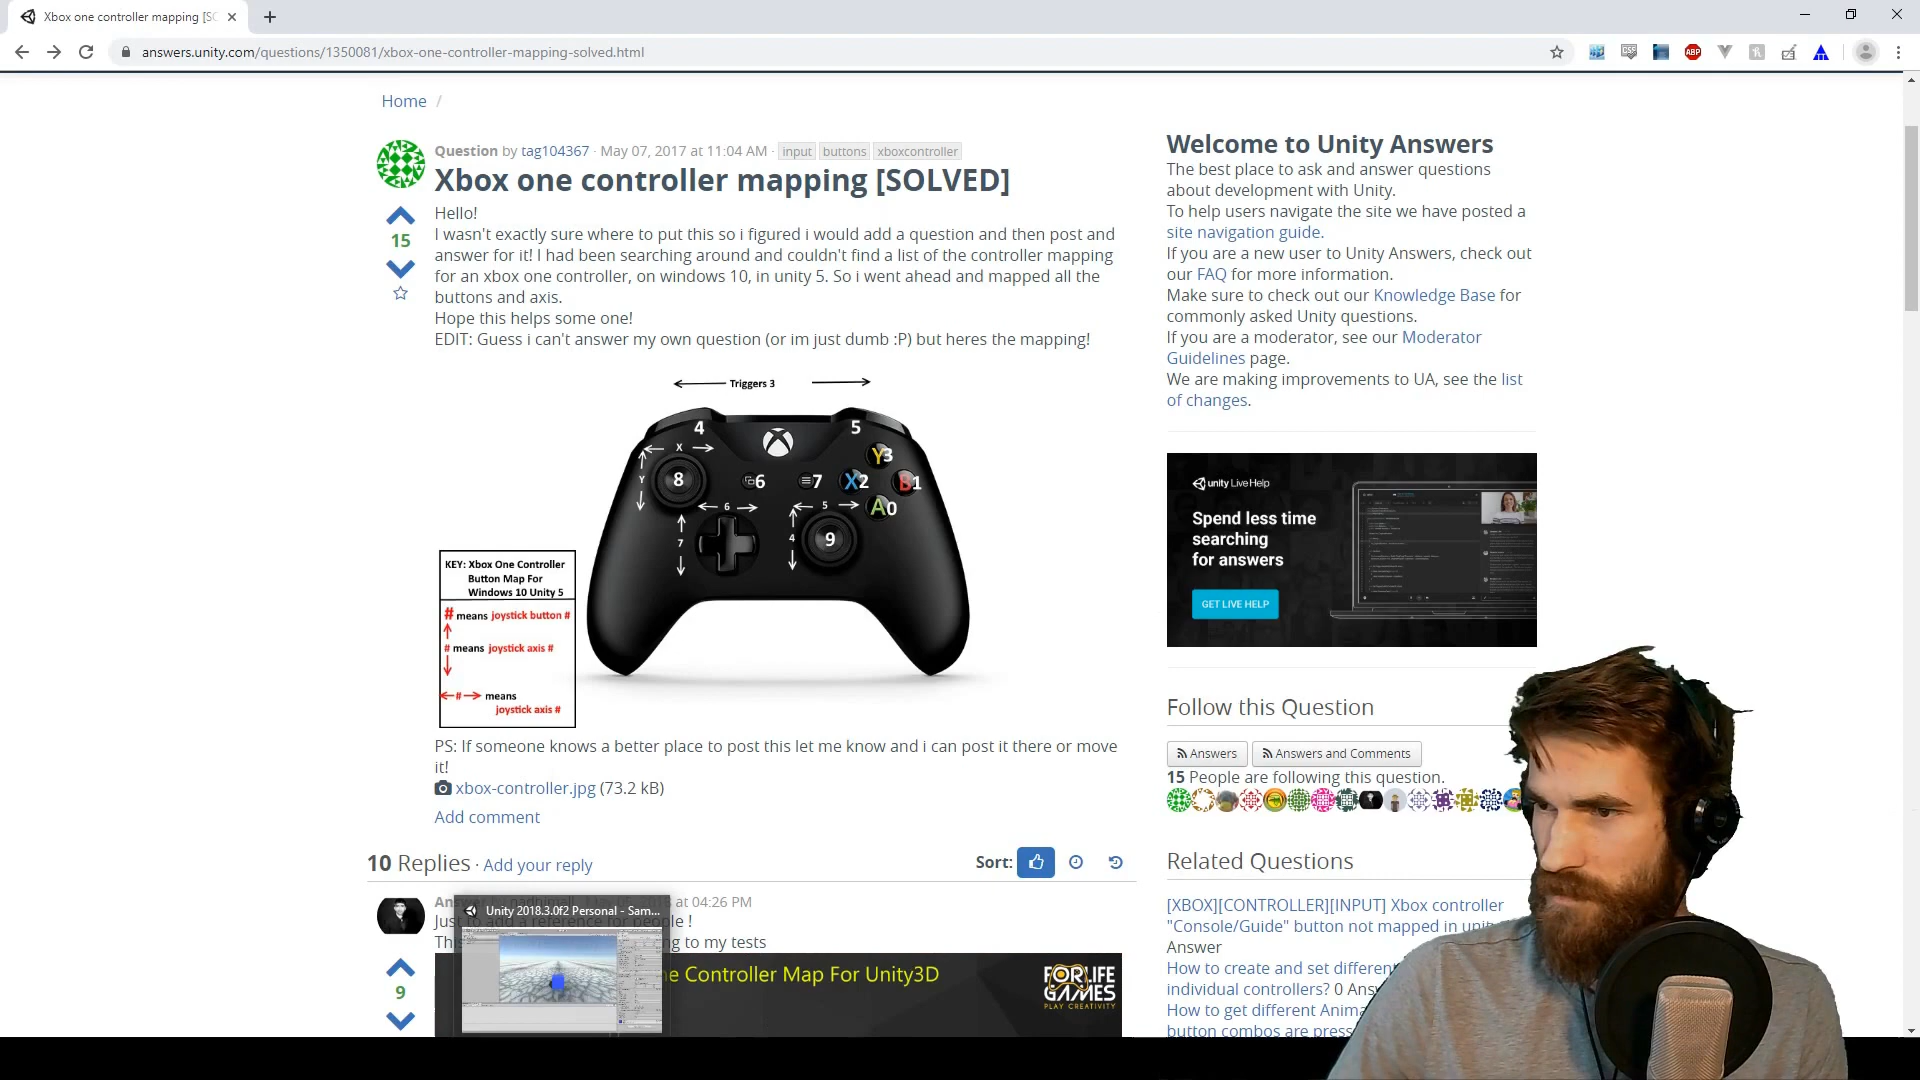 Xbox one controller mapping [SO
answers.unity.com/questions/1350081/xbox-one-controller-mapping-solved.html
ABP
Home /
Question by tag104367 · May 07, 2017 at 11:04 AM · input buttons xboxcontroller
Xbox one controller mapping [SOLVED]
15
Hello!
I wasn't exactly sure where to put this so i figured i would add a question and then post and
answer for it! I had been searching around and couldn't find a list of the controller mapping
for an xbox one controller, on windows 10, in unity 5. So i went ahead and mapped all the
buttons and axis.
Hope this helps some one!
EDIT: Guess i can't answer my own question (or im just dumb :P) but heres the mapping!
Triggers 3
4
5
X
Y
8
6
7
Y3
X2
B1
A0
6
7
5
4
9
KEY: Xbox One Controller
Button Map For
Windows 10 Unity 5
# means joystick button #
# means joystick axis #
# means
joystick axis #
PS: If someone knows a better place to post this let me know and i can post it there or move
it!
xbox-controller.jpg (73.2 kB)
Add comment
10 Replies · Add your reply
Sort:
at 04:26 PM
Unity 2018.3.0f2 Personal - Sam...
9
g to my tests
e Controller Map For Unity3D
FORLIFE
GAMES
PLAY CREATIVITY
Welcome to Unity Answers
The best place to ask and answer questions
about development with Unity.
To help users navigate the site we have posted a
site navigation guide.
If you are a new user to Unity Answers, check out
our FAQ for more information.
Make sure to check out our Knowledge Base for
commonly asked Unity questions.
If you are a moderator, see our Moderator
Guidelines page.
We are making improvements to UA, see the list
of changes.
unity Live Help
Spend less time
searching
for answers
GET LIVE HELP
Follow this Question
Answers
Answers and Comments
15 People are following this question.
Related Questions
[XBOX][CONTROLLER][INPUT] Xbox controller
"Console/Guide" button not mapped in unity
Answer
How to create and set different
individual controllers? 0 Answ
How to get different Anima
button combos are press